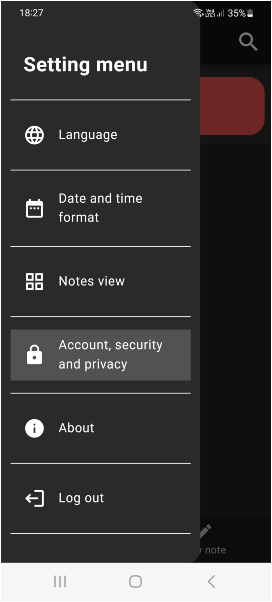 18:27
35%
Setting menu
Language
Date and time
format
Notes view
Account, security
and privacy
About
Log out
note